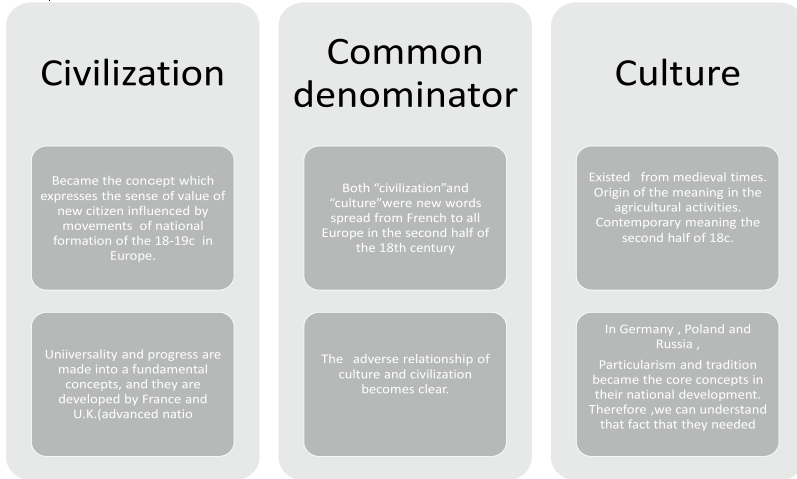 Civilization
Became the concept which
expresses the sense of value of
new citizen influenced by
movements of national
formation of the 18-19c in
Europe.
Uniiversality and progress are
made into a fundamental
concepts, and they are
developed by France and
U.K.(advanced natio
Common
denominator
Both “civilization”and
“culture”were new words
spread from French to all
Europe in the second half of
the 18th century
The adverse relationship of
culture and civilization
becomes clear.
Culture
Existed from medieval times.
Origin of the meaning in the
agricultural activities.
Contemporary meaning the
second half of 18c.
In Germany , Poland and
Russia ,
Particularism and tradition
became the core concepts in
their national development.
Therefore ,we can understand
that fact that they needed